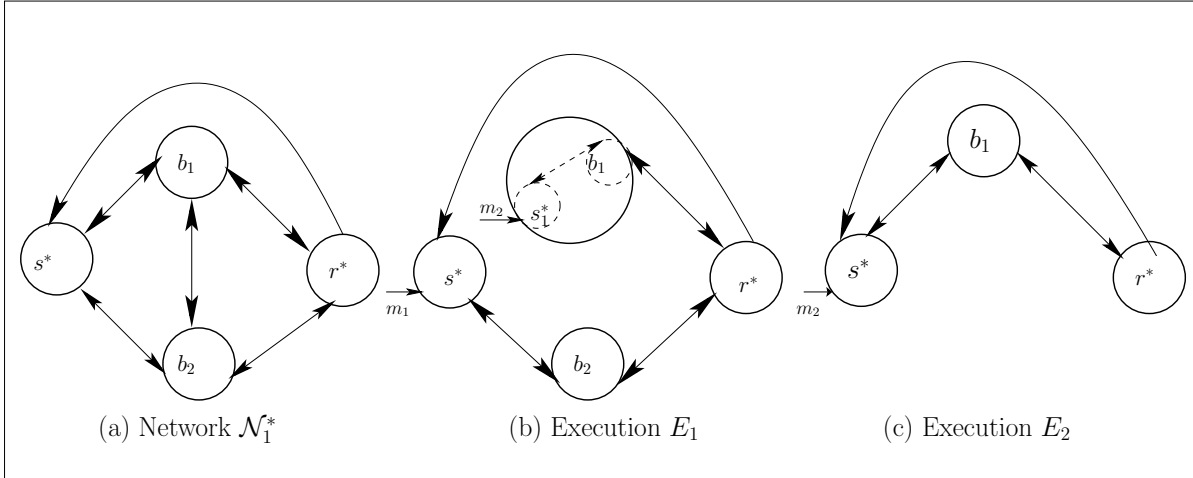 b₁
s*
r*
b₂
(a) Network 𝒩₁*
b₁
m₂
s₁*
s*
r*
m₁
b₂
(b) Execution E₁
b₁
s*
r*
m₂
(c) Execution E₂